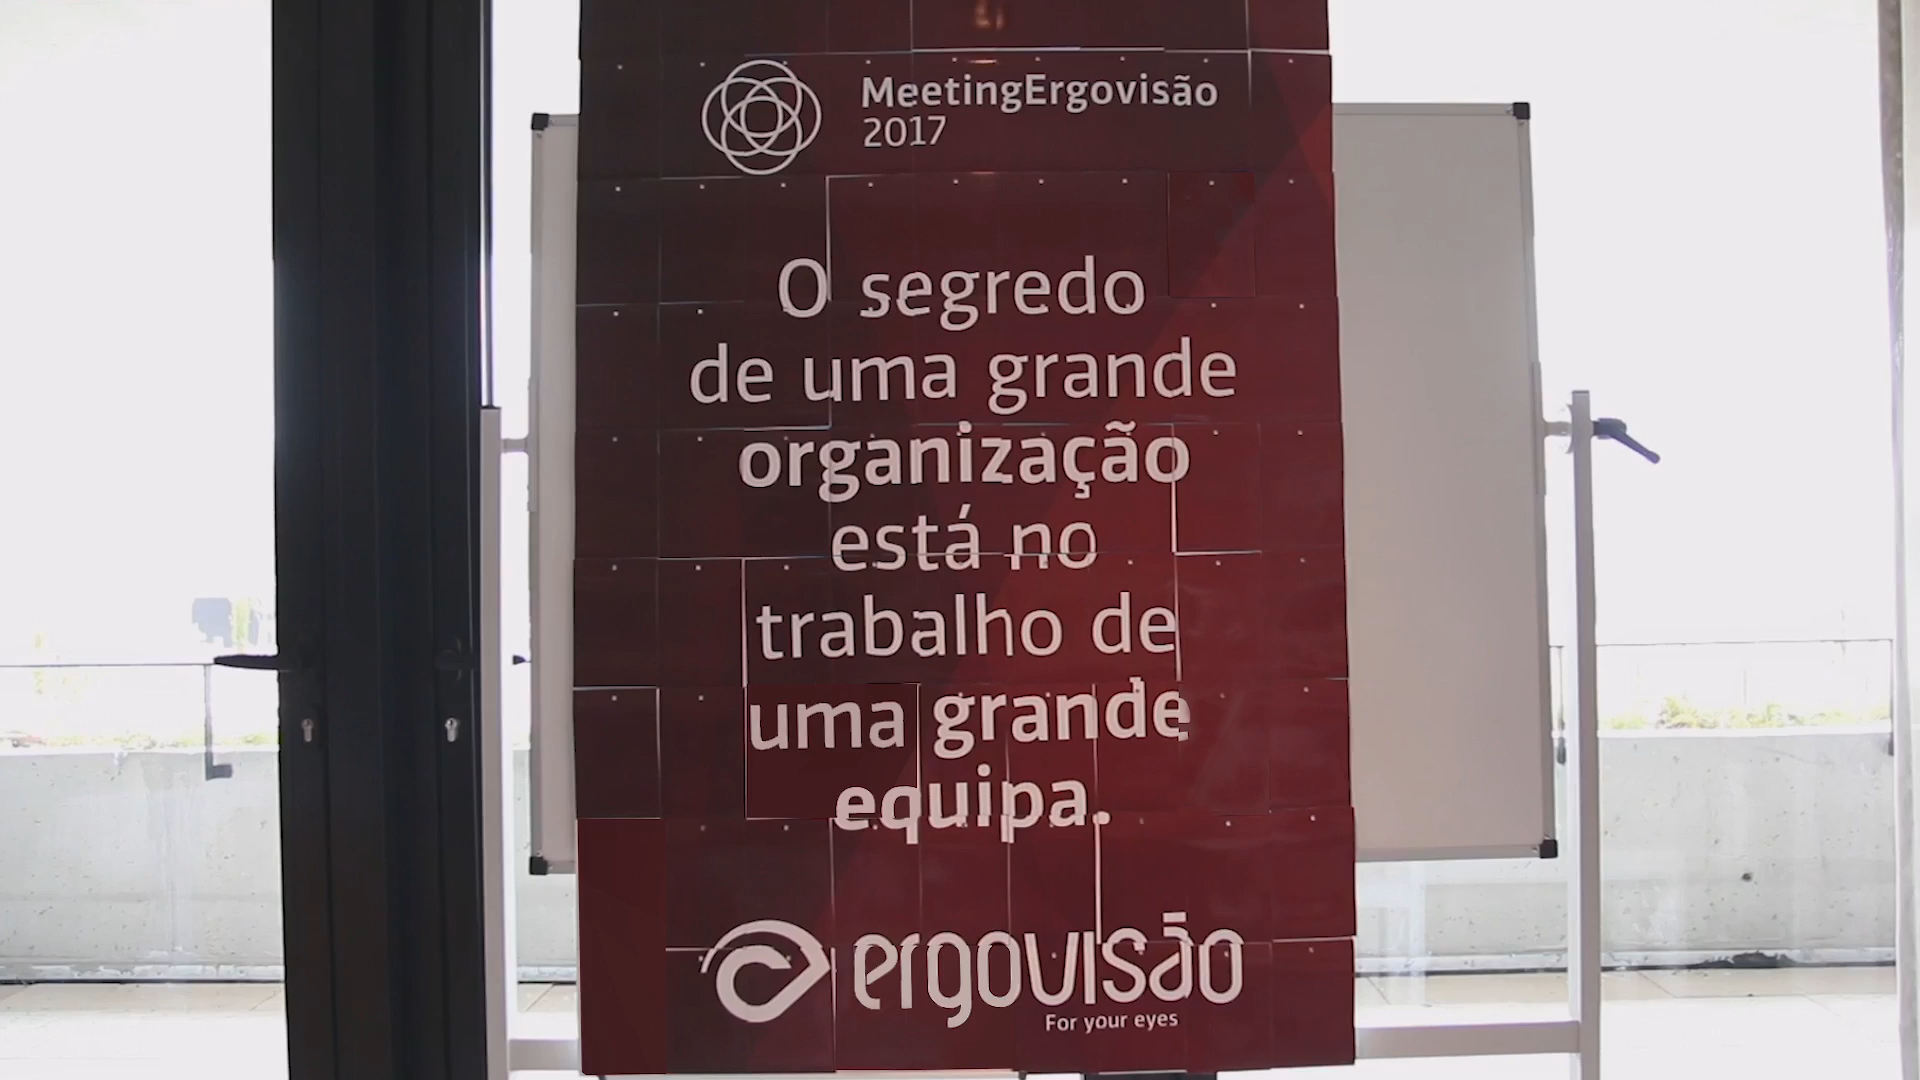 MeetingErgovisão
2017
O segredo
de uma grande
organização
está no
trabalho de
uma grande
equipa.
ergovisão
For your eyes